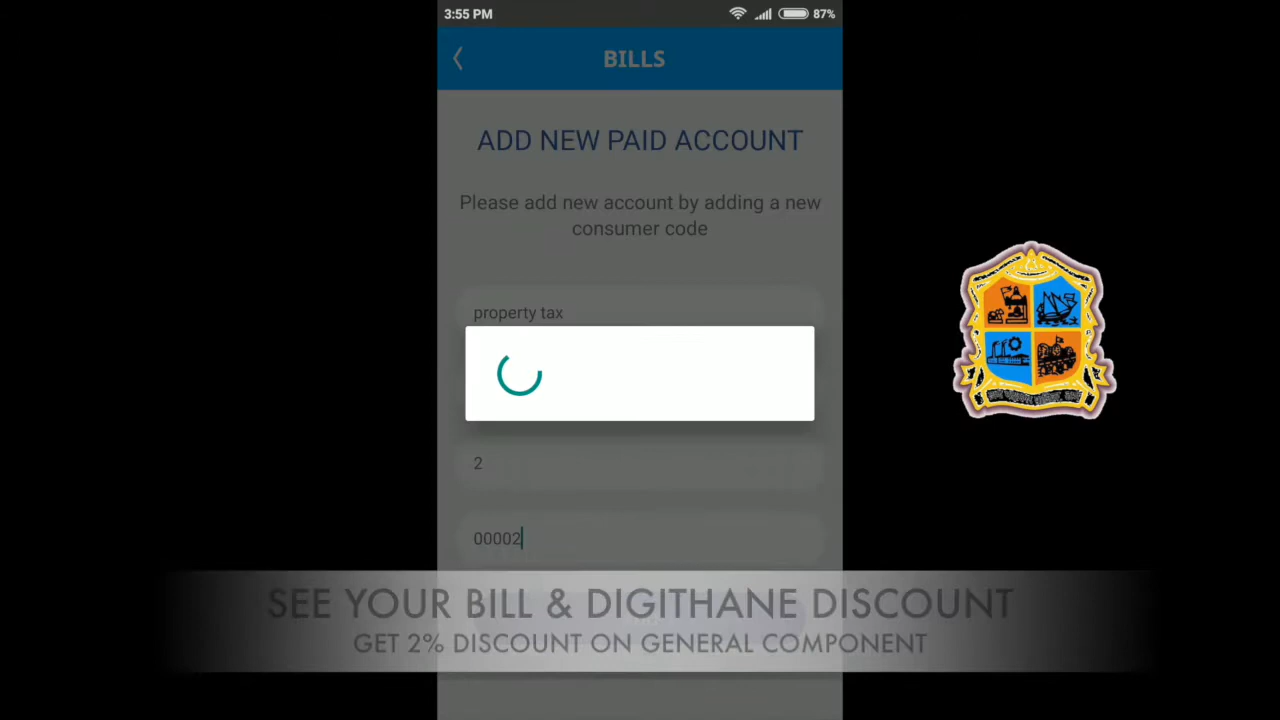 3:55 PM
87%
BILLS
ADD NEW PAID ACCOUNT
Please add new account by adding a new
consumer code
property tax
2
00002
SEE YOUR BILL & DIGITHANE DISCOUNT
GET 2% DISCOUNT ON GENERAL COMPONENT